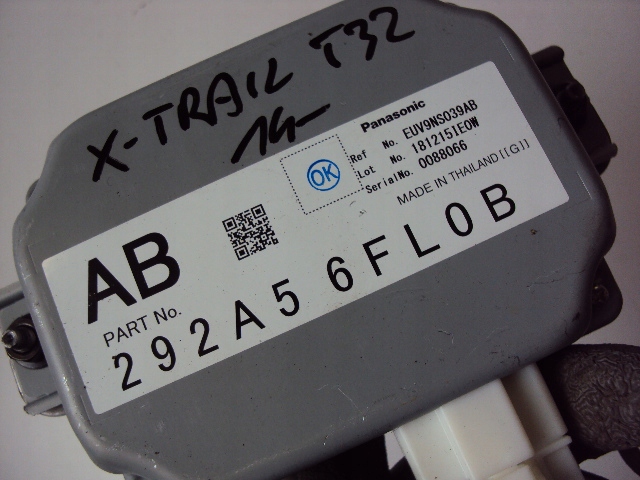 X-TRAIL T32
14-
Panasonic
Ref No. EUV9NS039AB
Lot No. 181215IE0W
Serial No. 0088066
OK
MADE IN THAILAND [[G]]
AB
PART No.
292A5 6FL0B